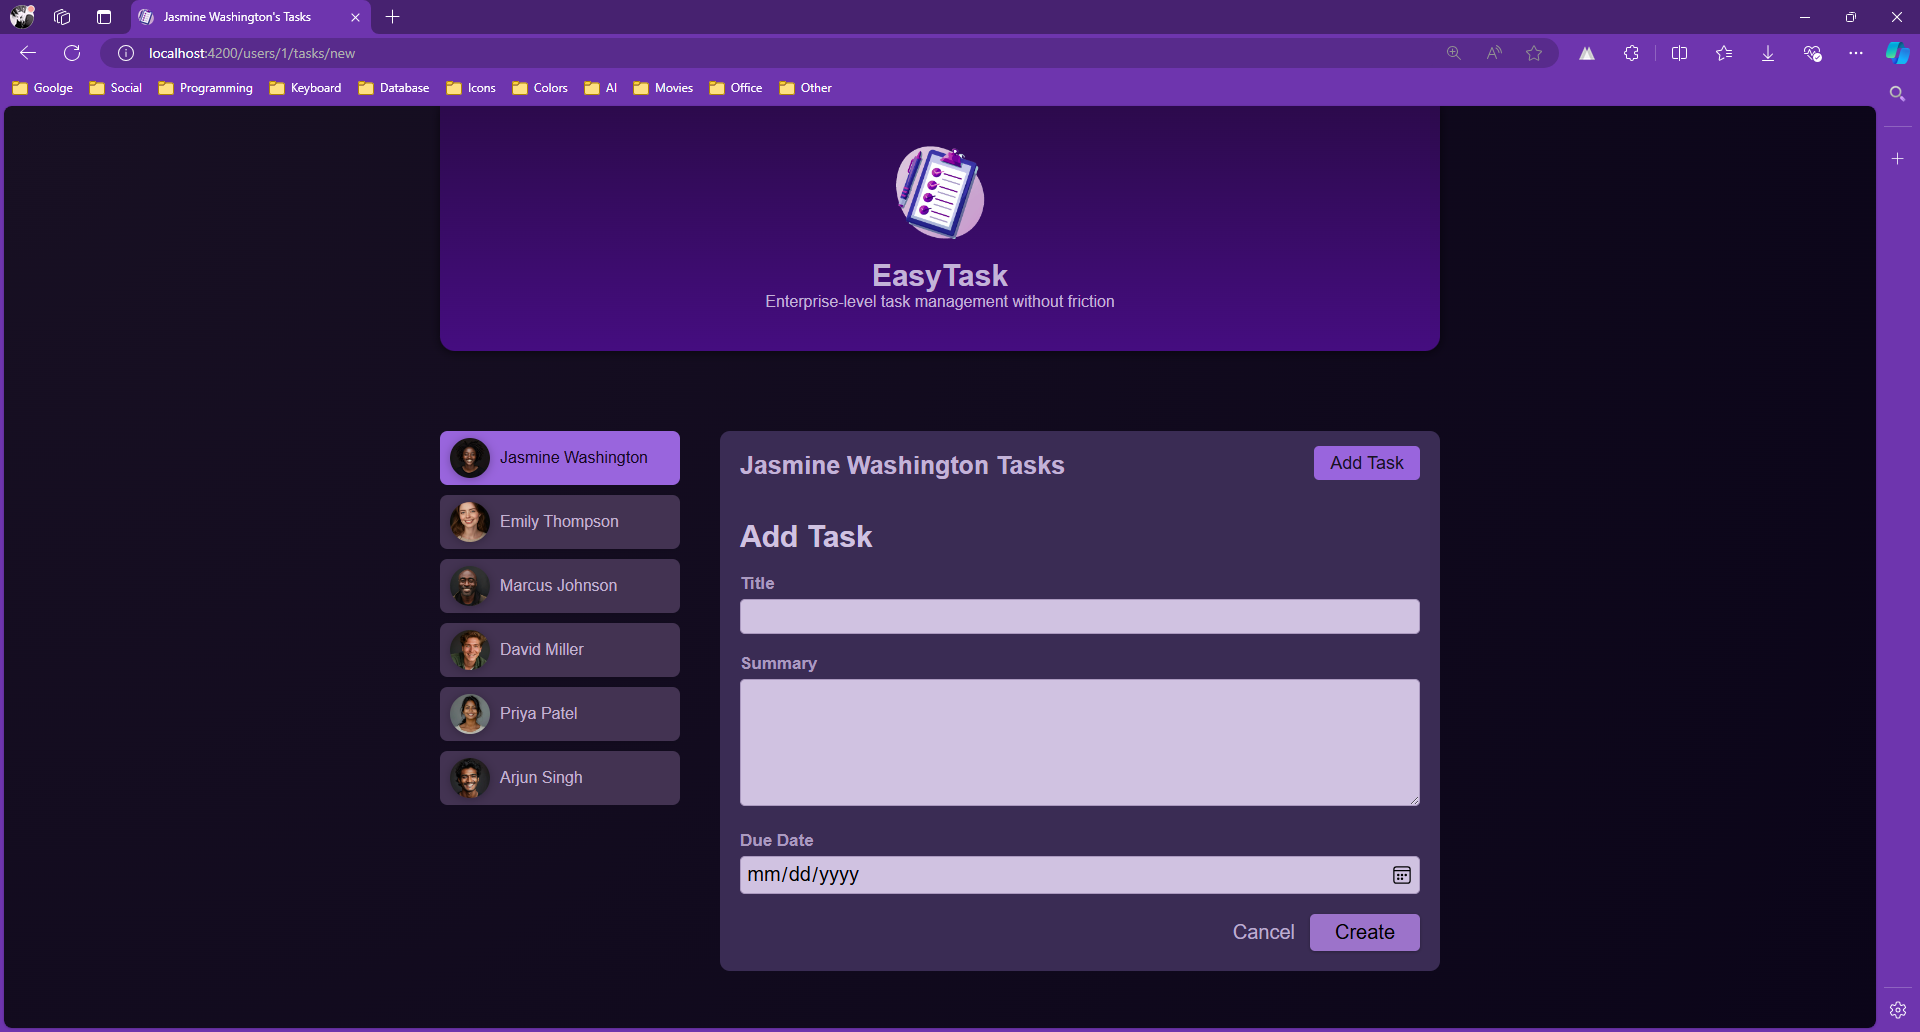 Jasmine Washington's Tasks
localhost:4200/users/1/tasks/new
Goolge Social Programming Keyboard Database Icons Colors AI Movies Office Other
EasyTask
Enterprise-level task management without friction
Jasmine Washington
Emily Thompson
Marcus Johnson
David Miller
Priya Patel
Arjun Singh
Jasmine Washington Tasks
Add Task
Add Task
Title
Summary
Due Date
mm/dd/yyyy
Cancel
Create